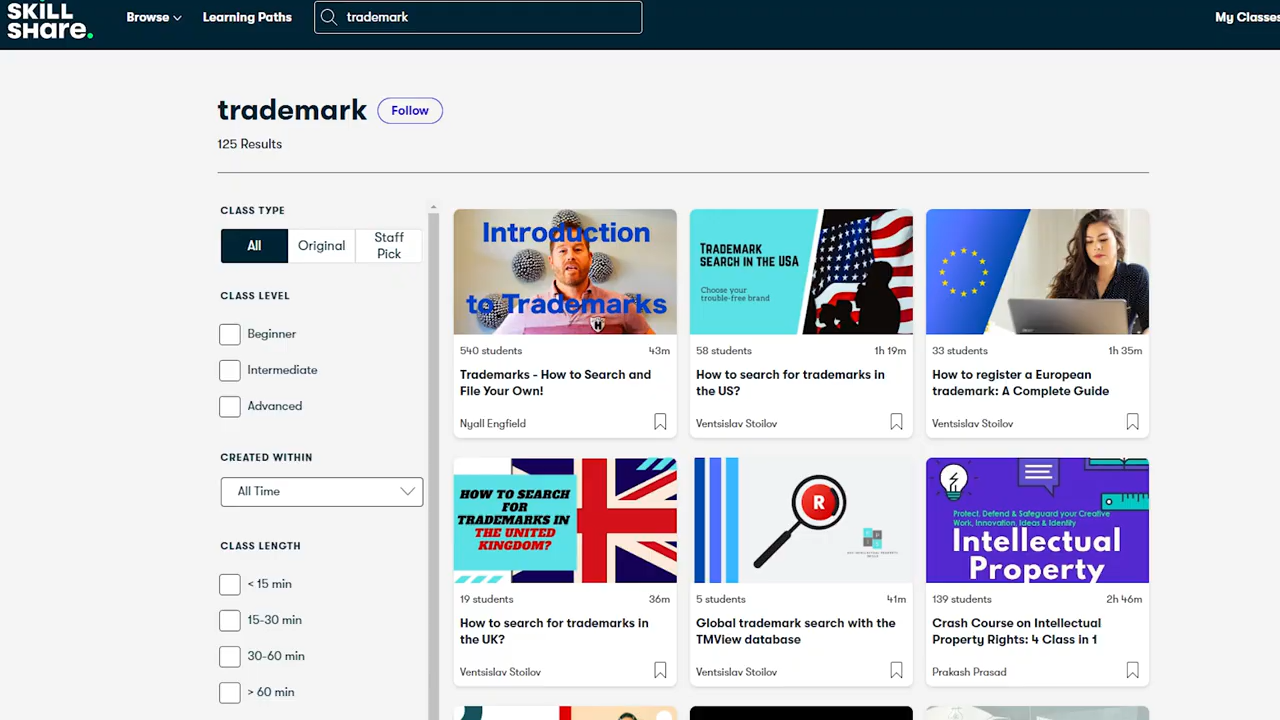 SKiLL
SHare.
Browse
Learning Paths
trademark
My Classes
trademark
Follow
125 Results
CLASS TYPE
All
Original
Staff
Pick
CLASS LEVEL
Beginner
Intermediate
Advanced
CREATED WITHIN
All Time
CLASS LENGTH
< 15 min
15-30 min
30-60 min
> 60 min
Introduction
to Trademarks
540 students
43m
Trademarks - How to Search and
File Your Own!
Nyall Engfield
TRADEMARK
SEARCH IN THE USA
Choose your
trouble-free brand
58 students
1h 19m
How to search for trademarks in
the US?
Ventsislav Stoilov
33 students
1h 35m
How to register a European
trademark: A Complete Guide
Ventsislav Stoilov
HOW TO SEARCH
FOR
TRADEMARKS IN
THE UNITED
KINGDOM?
19 students
36m
How to search for trademarks in
the UK?
Ventsislav Stoilov
R
5 students
41m
Global trademark search with the
TMView database
Ventsislav Stoilov
Protect, Defend & Safeguard your Creative
Work, Innovation, Ideas & Identity
Intellectual
Property
139 students
2h 46m
Crash Course on Intellectual
Property Rights: 4 Class in 1
Prakash Prasad